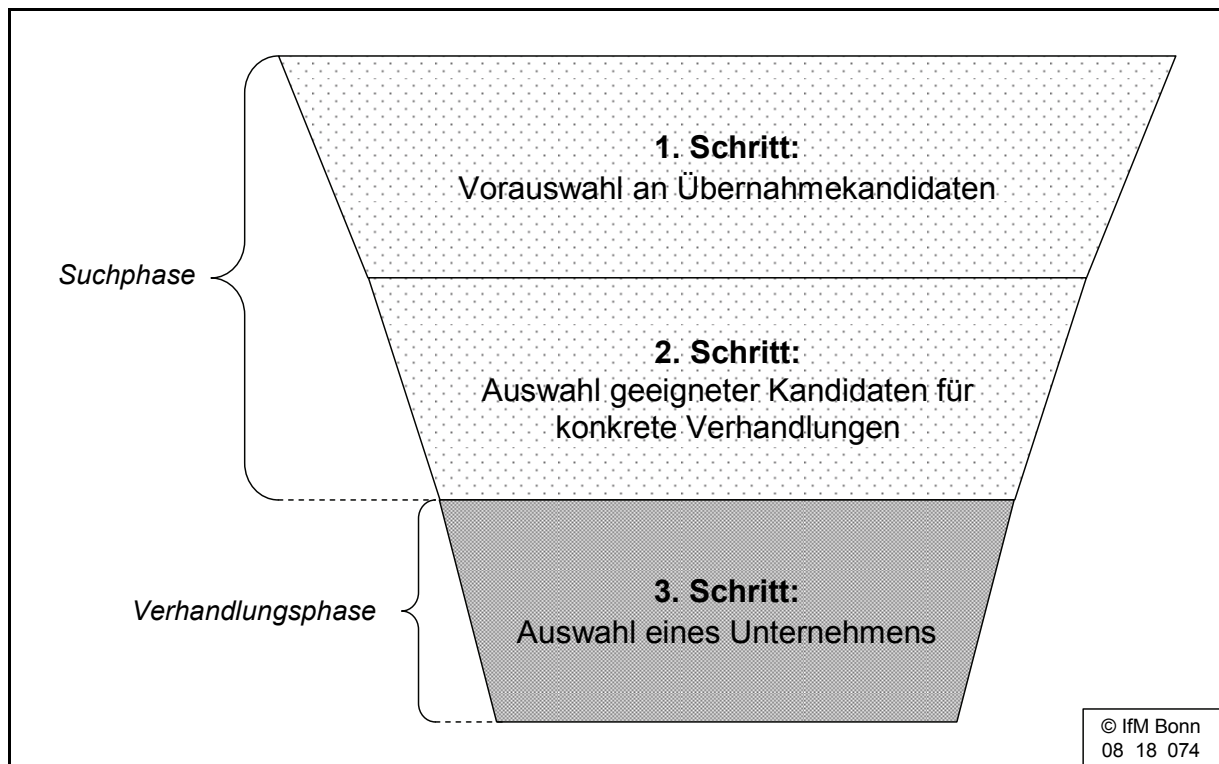 1. Schritt:
Vorauswahl an Übernahmekandidaten
Suchphase
2. Schritt:
Auswahl geeigneter Kandidaten für
konkrete Verhandlungen
3. Schritt:
Verhandlungsphase
Auswahl eines Unternehmens
© IfM Bonn
08 18 074